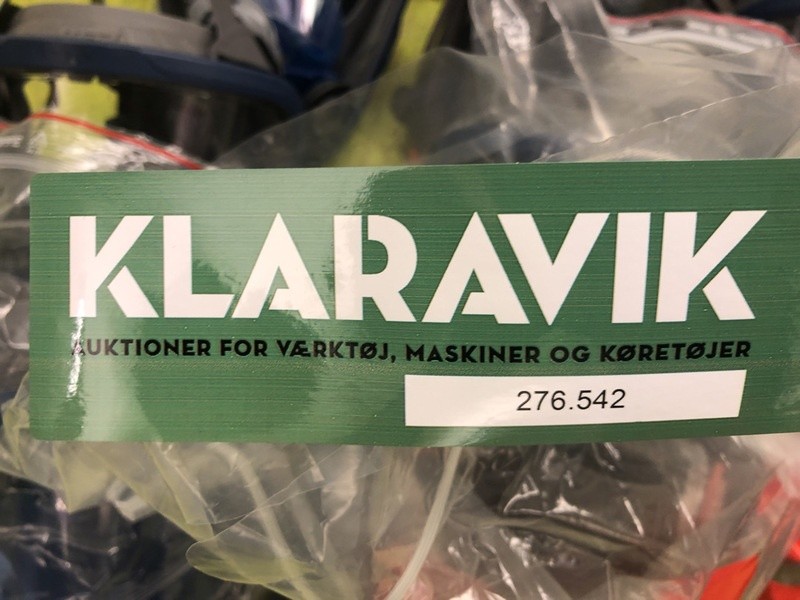 KLARAVIK
AUKTIONER FOR VÆRKTØJ, MASKINER OG KØRETØJER
276.542